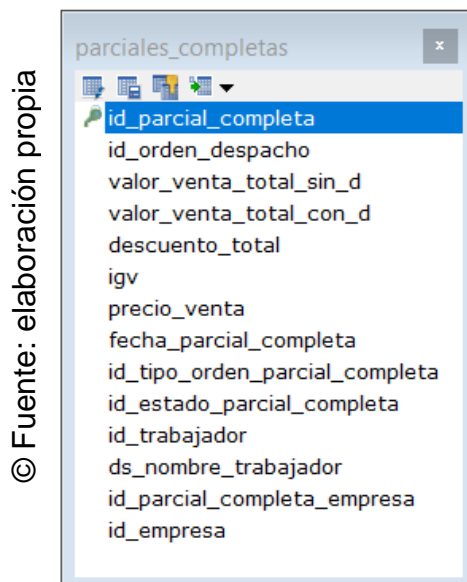 © Fuente: elaboración propia
parciales_completas
x
id_parcial_completa
id_orden_despacho
valor_venta_total_sin_d
valor_venta_total_con_d
descuento_total
igv
precio_venta
fecha_parcial_completa
id_tipo_orden_parcial_completa
id_estado_parcial_completa
id_trabajador
ds_nombre_trabajador
id_parcial_completa_empresa
id_empresa